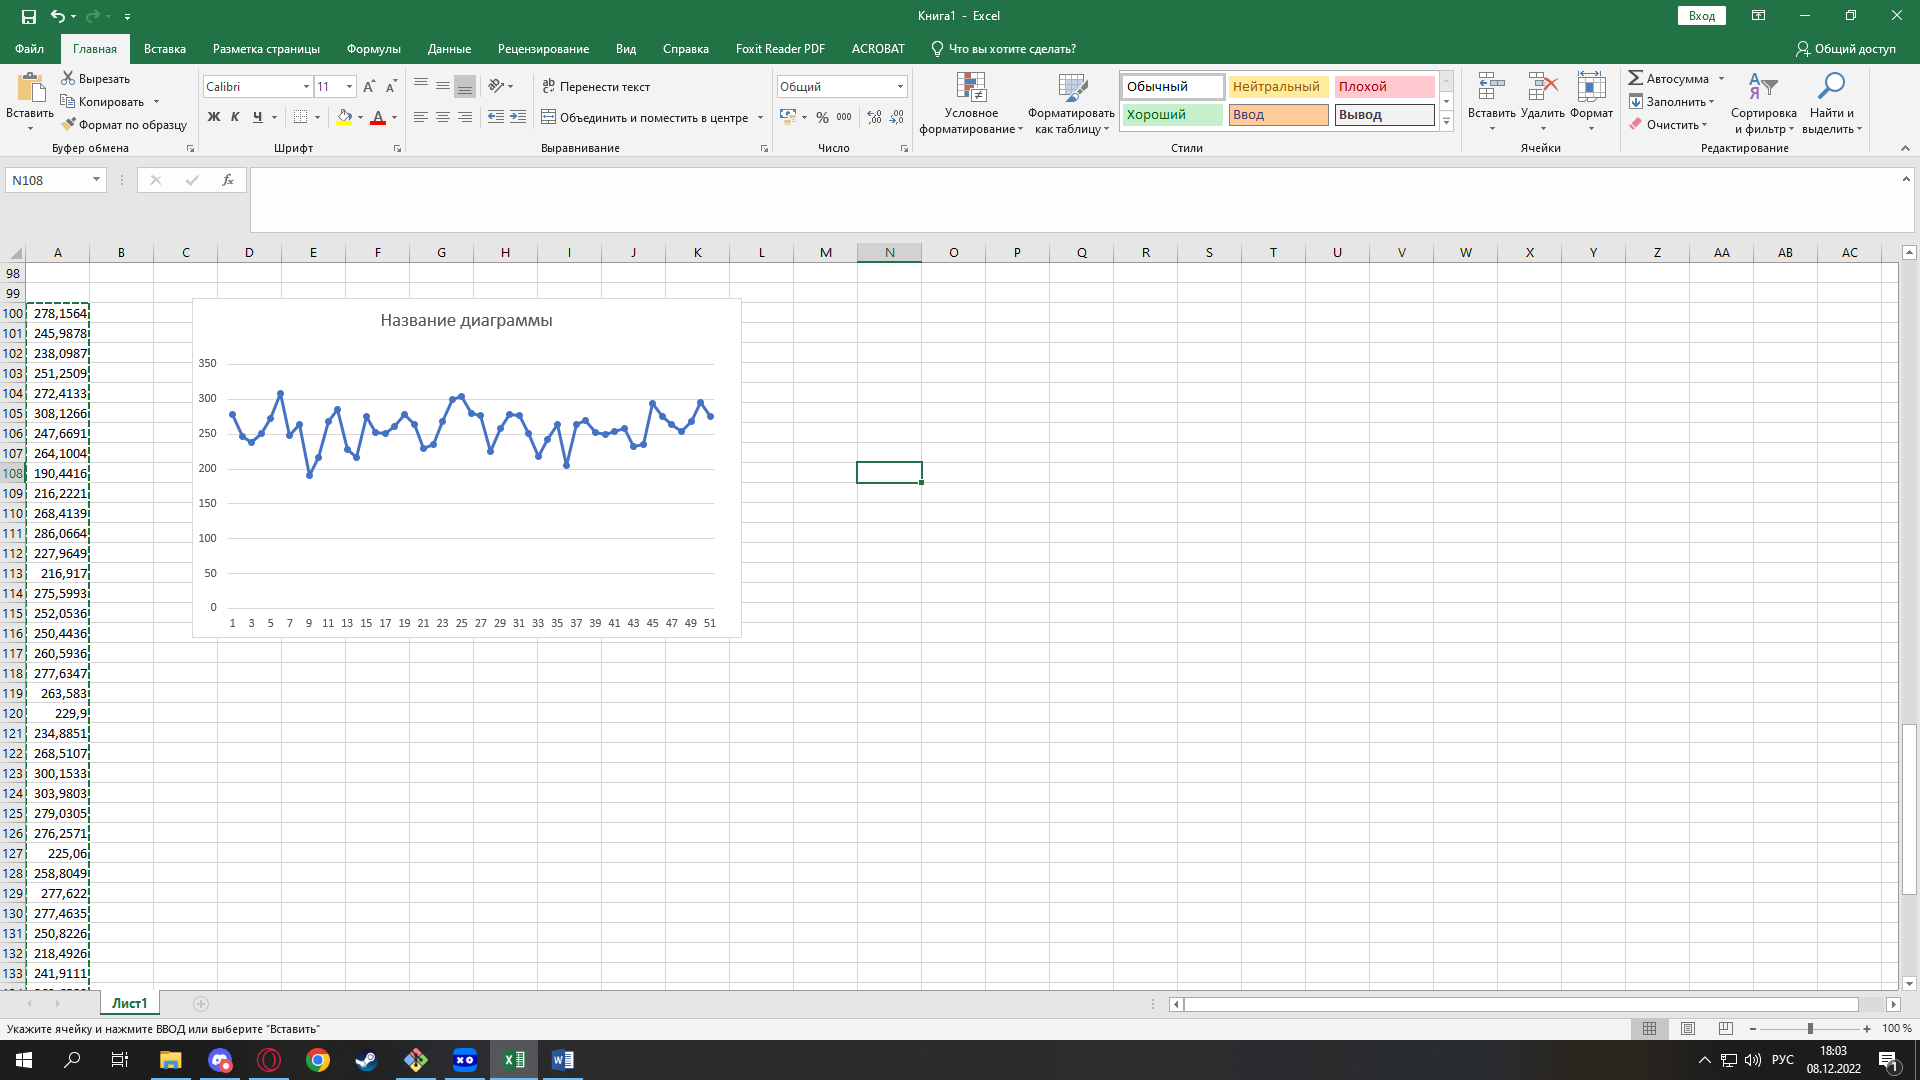 Книга1 - Excel
Вход
Файл Главная Вставка Разметка страницы Формулы Данные Рецензирование Вид Справка Foxit Reader PDF ACROBAT Что вы хотите сделать? Общий доступ
Вставить
Вырезать
Копировать
Формат по образцу
Буфер обмена
Calibri 11
Ж К Ч
Шрифт
Перенести текст
Объединить и поместить в центре
Выравнивание
Общий
% 000
Число
Условное форматирование
Форматировать как таблицу
Обычный Нейтральный Плохой
Хороший Ввод Вывод
Стили
Вставить Удалить Формат
Ячейки
Автосумма
Заполнить
Очистить
Сортировка и фильтр
Найти и выделить
Редактирование
N108 fx
A B C D E F G H I J K L M N O P Q R S T U V W X Y Z AA AB AC
98
99
100 278,1564
101 245,9878
102 238,0987
103 251,2509
104 272,4133
105 308,1266
106 247,6691
107 264,1004
108 190,4416
109 216,2221
110 268,4139
111 286,0664
112 227,9649
113 216,917
114 275,5993
115 252,0536
116 250,4436
117 260,5936
118 277,6347
119 263,583
120 229,9
121 234,8851
122 268,5107
123 300,1533
124 303,9803
125 279,0305
126 276,2571
127 225,06
128 258,8049
129 277,622
130 277,4635
131 250,8226
132 218,4926
133 241,9111
Название диаграммы
350
300
250
200
150
100
50
0
1 3 5 7 9 11 13 15 17 19 21 23 25 27 29 31 33 35 37 39 41 43 45 47 49 51
Лист1
Укажите ячейку и нажмите ВВОД или выберите "Вставить"
100 %
РУС
18:03
08.12.2022
1